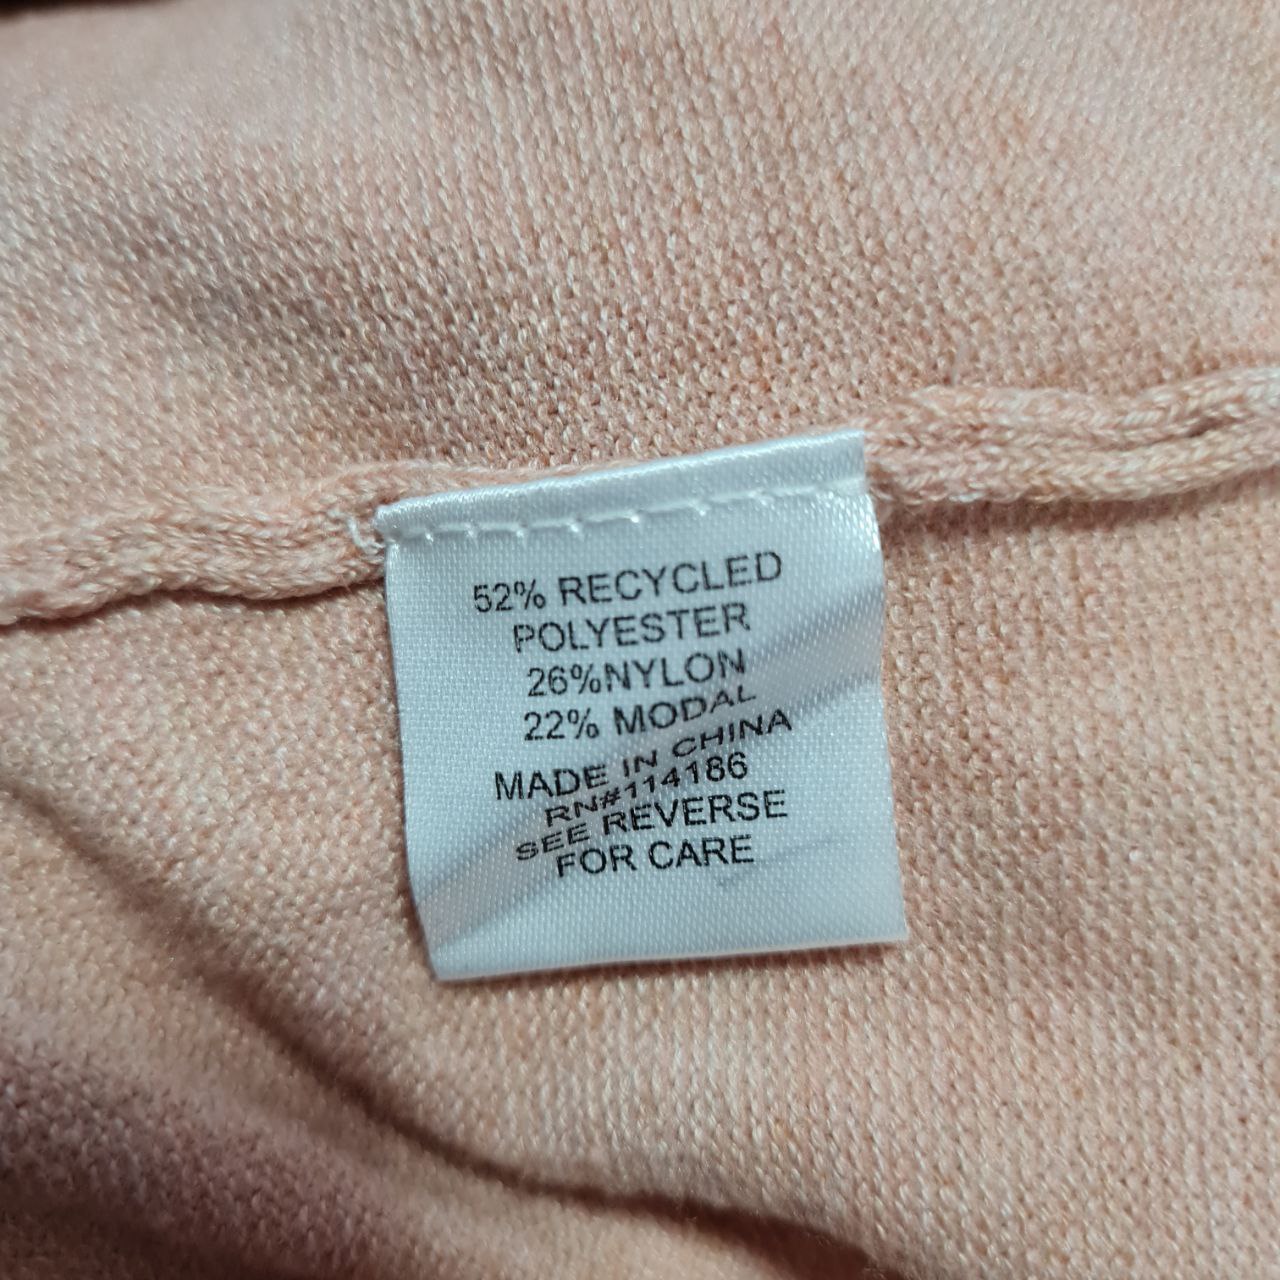 52% RECYCLED
POLYESTER
26%NYLON
22% MODAL
MADE IN CHINA
RN#114186
SEE REVERSE
FOR CARE